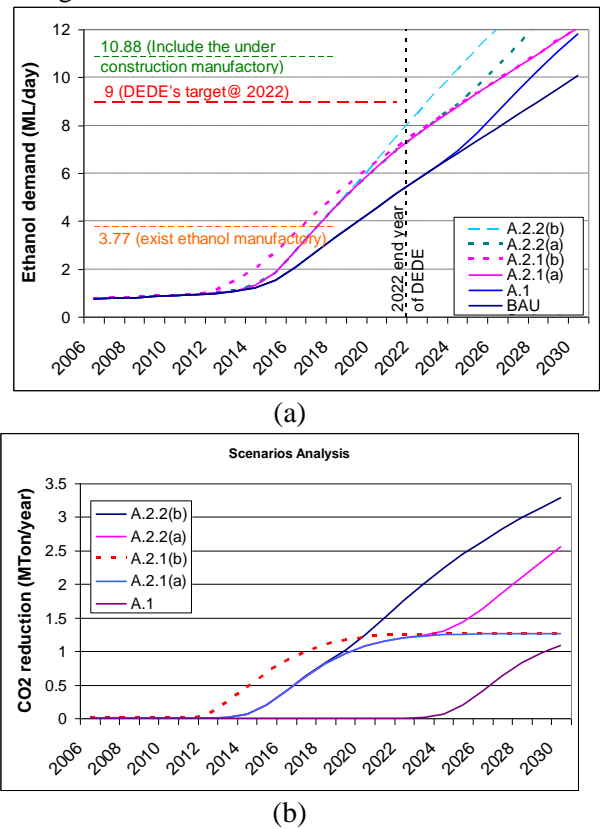 10.88 (Include the under
construction manufactory)
9 (DEDE's target@ 2022)
3.77 (exist ethanol manufactory)
Ethanol demand (ML/day)
12
10
8
6
4
2
0
2022 end year
of DEDE
A.2.2(b)
A.2.2(a)
A.2.1(b)
A.2.1(a)
A.1
BAU
2006 2008 2010 2012 2014 2016 2018 2020 2022 2024 2026 2028 2030
(a)
Scenarios Analysis
CO2 reduction (MTon/year)
3.5
3
2.5
2
1.5
1
0.5
0
A.2.2(b)
A.2.2(a)
A.2.1(b)
A.2.1(a)
A.1
2006 2008 2010 2012 2014 2016 2018 2020 2022 2024 2026 2028 2030
(b)